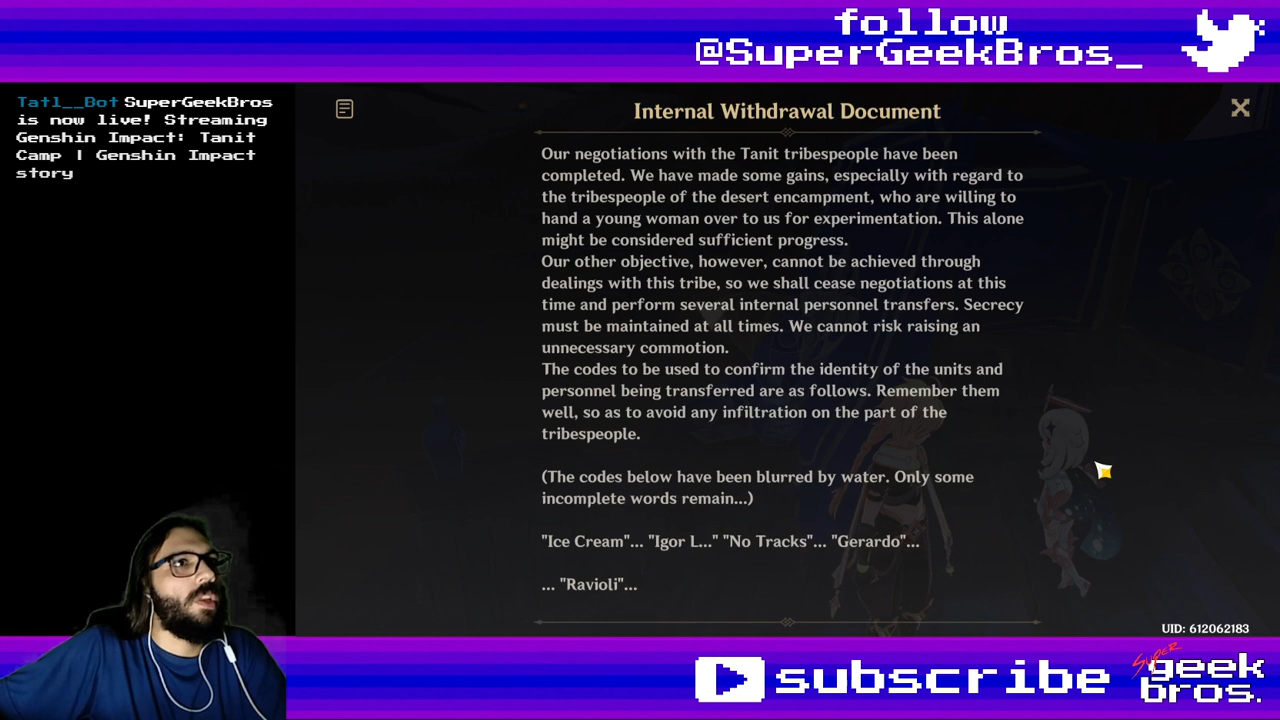 follow
@SuperGeekBros_
Tatl__Bot SuperGeekBros
is now live! Streaming
Genshin Impact: Tanit
Camp | Genshin Impact
story
Internal Withdrawal Document
Our negotiations with the Tanit tribespeople have been
completed. We have made some gains, especially with regard to
the tribespeople of the desert encampment, who are willing to
hand a young woman over to us for experimentation. This alone
might be considered sufficient progress.
Our other objective, however, cannot be achieved through
dealings with this tribe, so we shall cease negotiations at this
time and perform several internal personnel transfers. Secrecy
must be maintained at all times. We cannot risk raising an
unnecessary commotion.
The codes to be used to confirm the identity of the units and
personnel being transferred are as follows. Remember them
well, so as to avoid any infiltration on the part of the
tribespeople.
(The codes below have been blurred by water. Only some
incomplete words remain...)
"Ice Cream"... "Igor L..." "No Tracks"... "Gerardo"...
... "Ravioli"...
UID: 612062183
subscribe
SUPER
geek
bros.